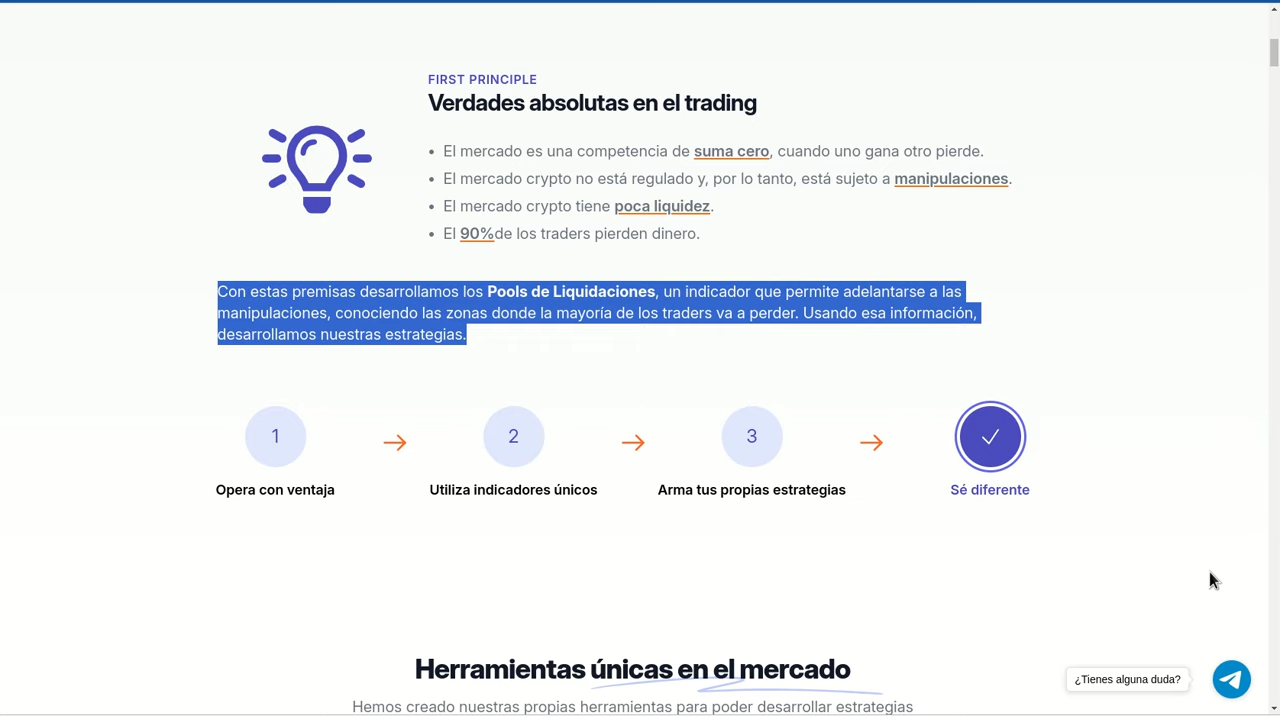 FIRST PRINCIPLE
Verdades absolutas en el trading
• El mercado es una competencia de suma cero, cuando uno gana otro pierde.
• El mercado crypto no está regulado y, por lo tanto, está sujeto a manipulaciones.
• El mercado crypto tiene poca liquidez.
• El 90%de los traders pierden dinero.
Con estas premisas desarrollamos los Pools de Liquidaciones, un indicador que permite adelantarse a las
manipulaciones, conociendo las zonas donde la mayoría de los traders va a perder. Usando esa información,
desarrollamos nuestras estrategias.
1
2
3
Opera con ventaja
Utiliza indicadores únicos
Arma tus propias estrategias
Sé diferente
Herramientas únicas en el mercado
¿Tienes alguna duda?
Hemos creado nuestras propias herramientas para poder desarrollar estrategias